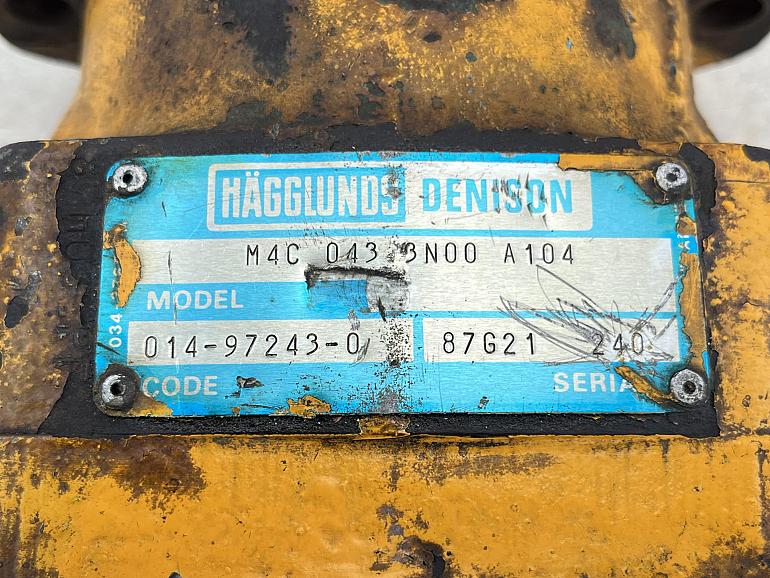 HÄGGLUNDS DENISON
M4C 043 3N00 A104
MODEL
034
014-97243-0 87G21 240
CODE SERIA